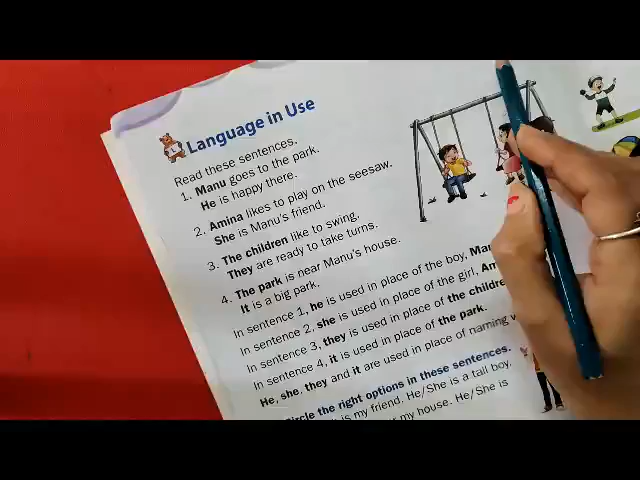 Language in Use
Read these sentences.
1. Manu goes to the park.
He is happy there.
2. Amina likes to play on the seesaw.
She is Manu's friend.
3. The children like to swing.
They are ready to take turns.
4. The park is near Manu's house.
It is a big park.
In sentence 1, he is used in place of the boy,
In sentence 2, she is used in place of the girl,
In sentence 3, they is used in place of the
In sentence 4, it is used in place of the park.
He, she, they and it are used in place of naming
the right options in these sentences.
is my friend. He/She is a tall boy.
my house. He/She is